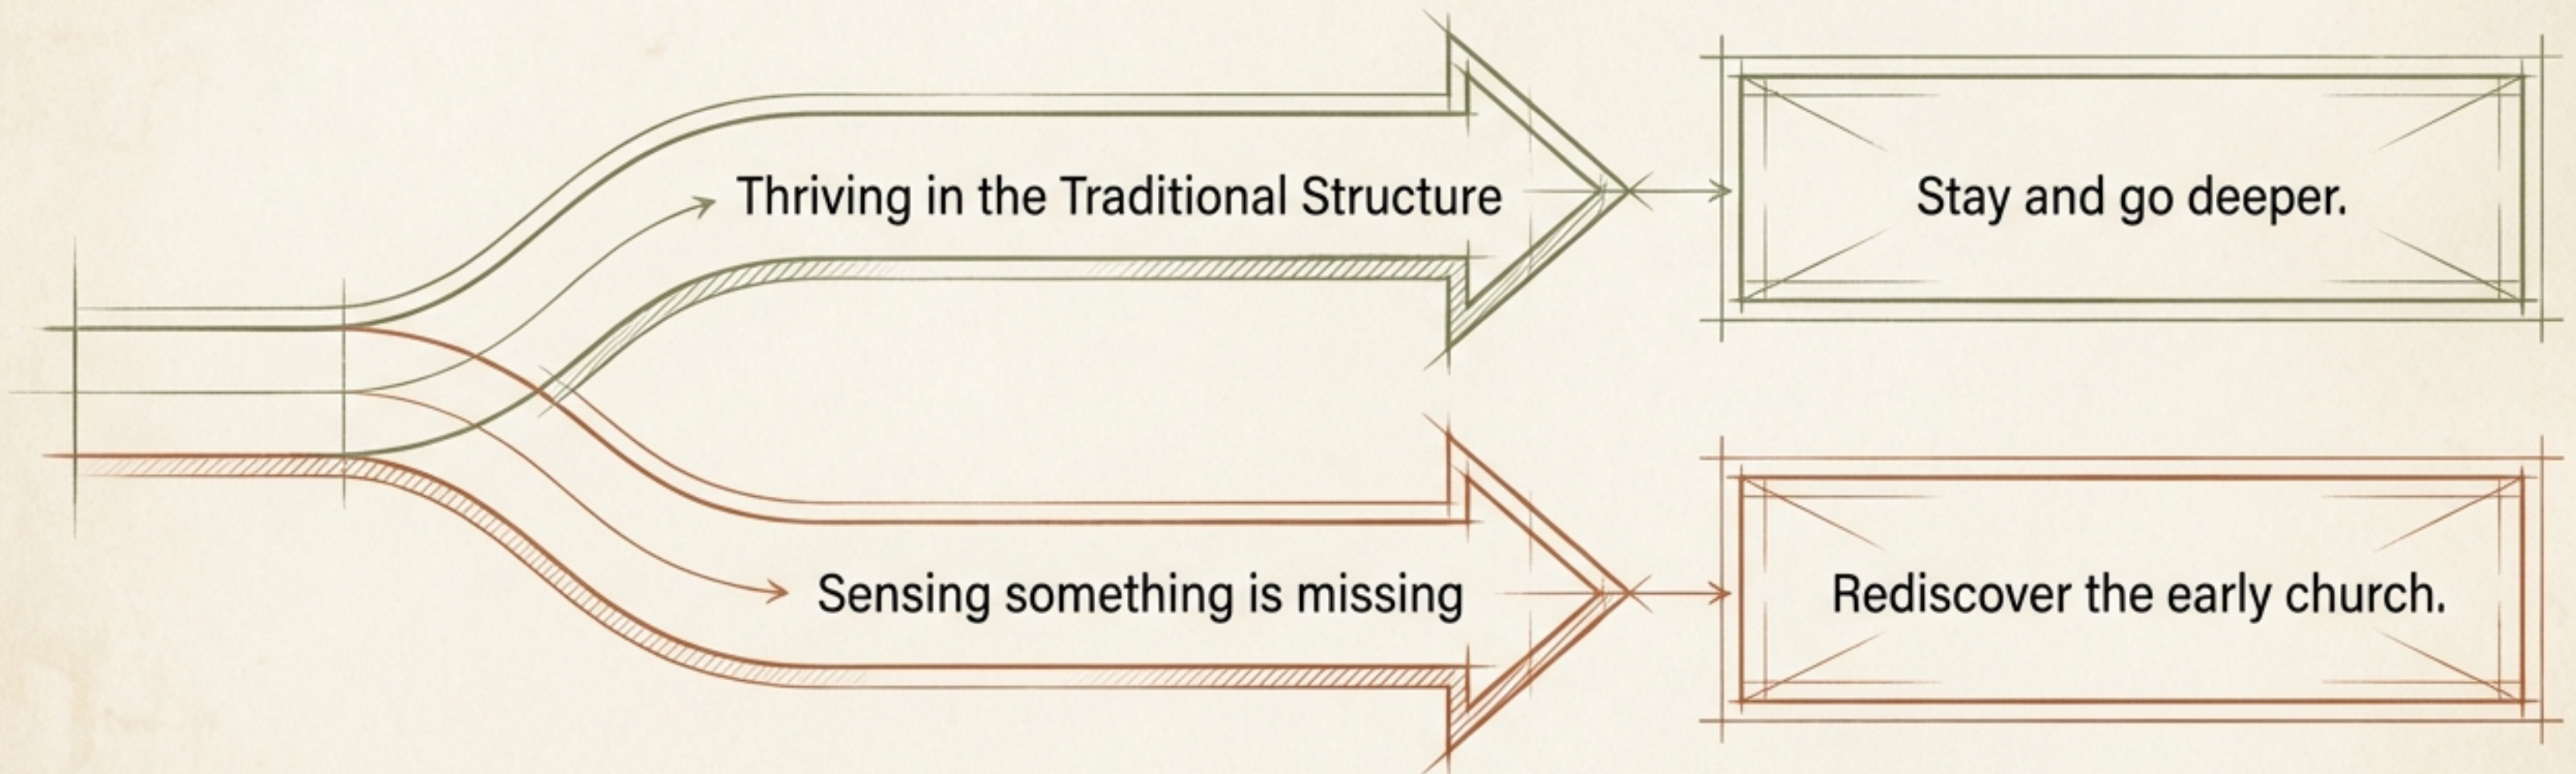 Thriving in the Traditional Structure
Stay and go deeper.
Sensing something is missing
Rediscover the early church.